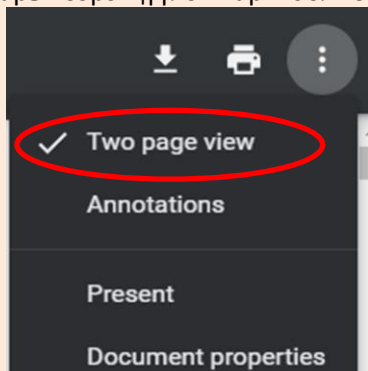 Two page view
Annotations
Present
Document properties